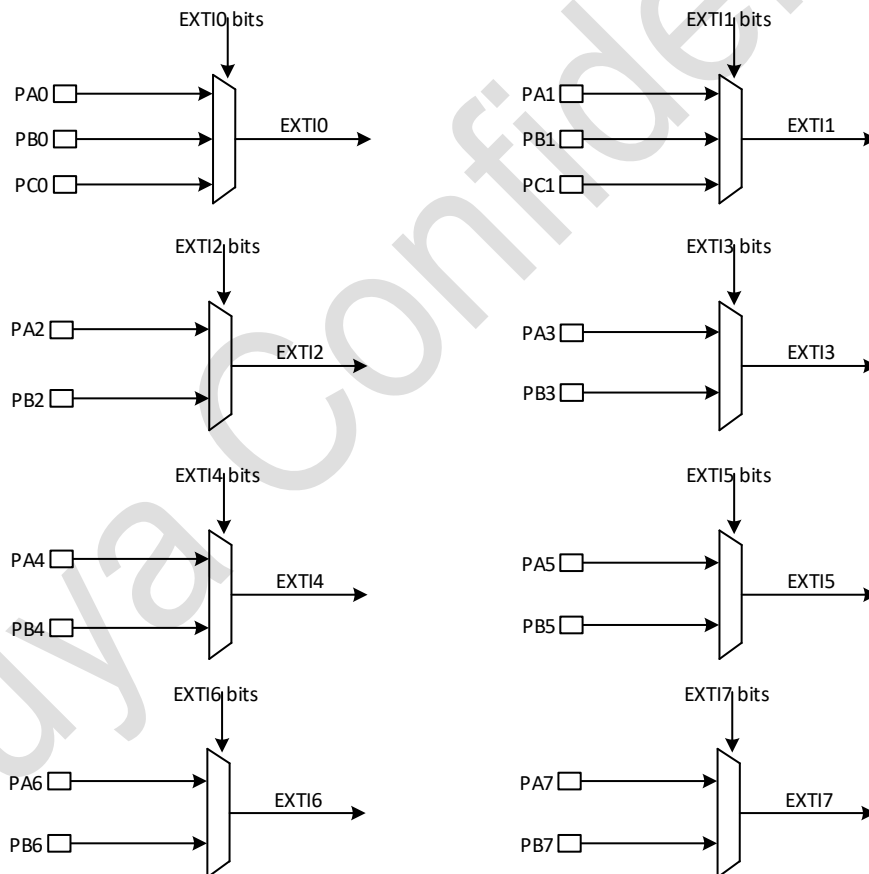 EXTI0 bits
PA0
PB0
PC0
EXTI0
EXTI1 bits
PA1
PB1
PC1
EXTI1
EXTI2 bits
PA2
PB2
EXTI2
EXTI3 bits
PA3
PB3
EXTI3
EXTI4 bits
PA4
PB4
EXTI4
EXTI5 bits
PA5
PB5
EXTI5
EXTI6 bits
PA6
PB6
EXTI6
EXTI7 bits
PA7
PB7
EXTI7